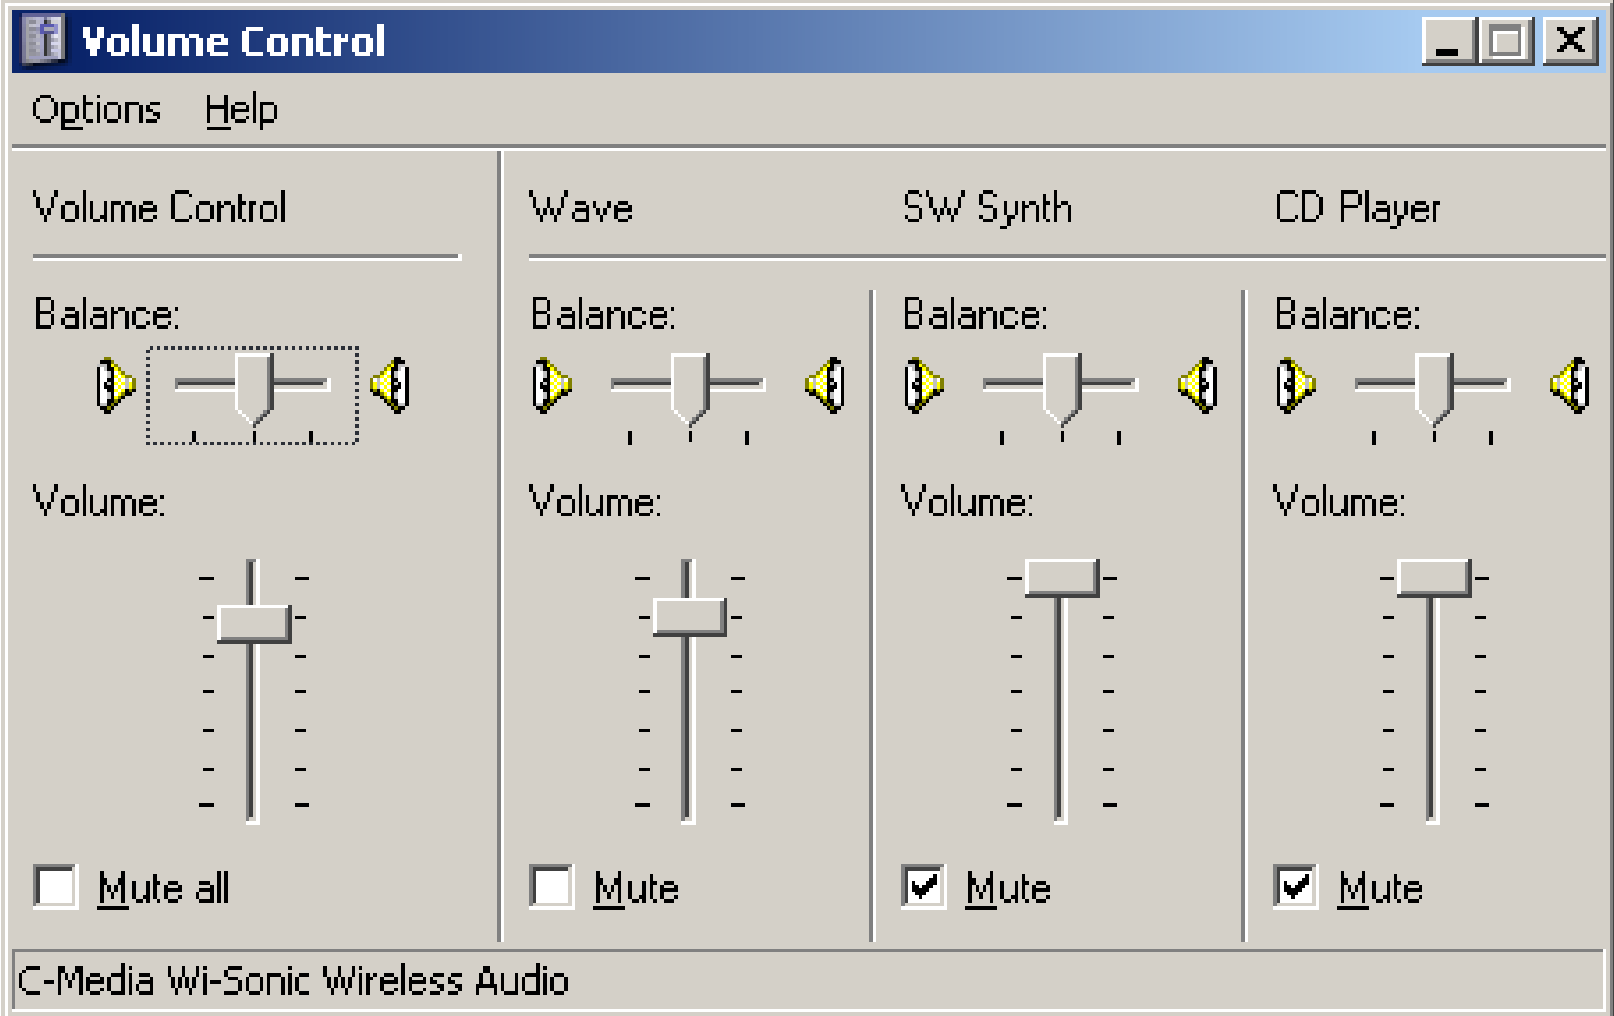 Volume Control
Options Help
Volume Control Wave SW Synth CD Player
Balance: Balance: Balance: Balance:
Volume: Volume: Volume: Volume:
Mute all Mute Mute Mute
C-Media Wi-Sonic Wireless Audio